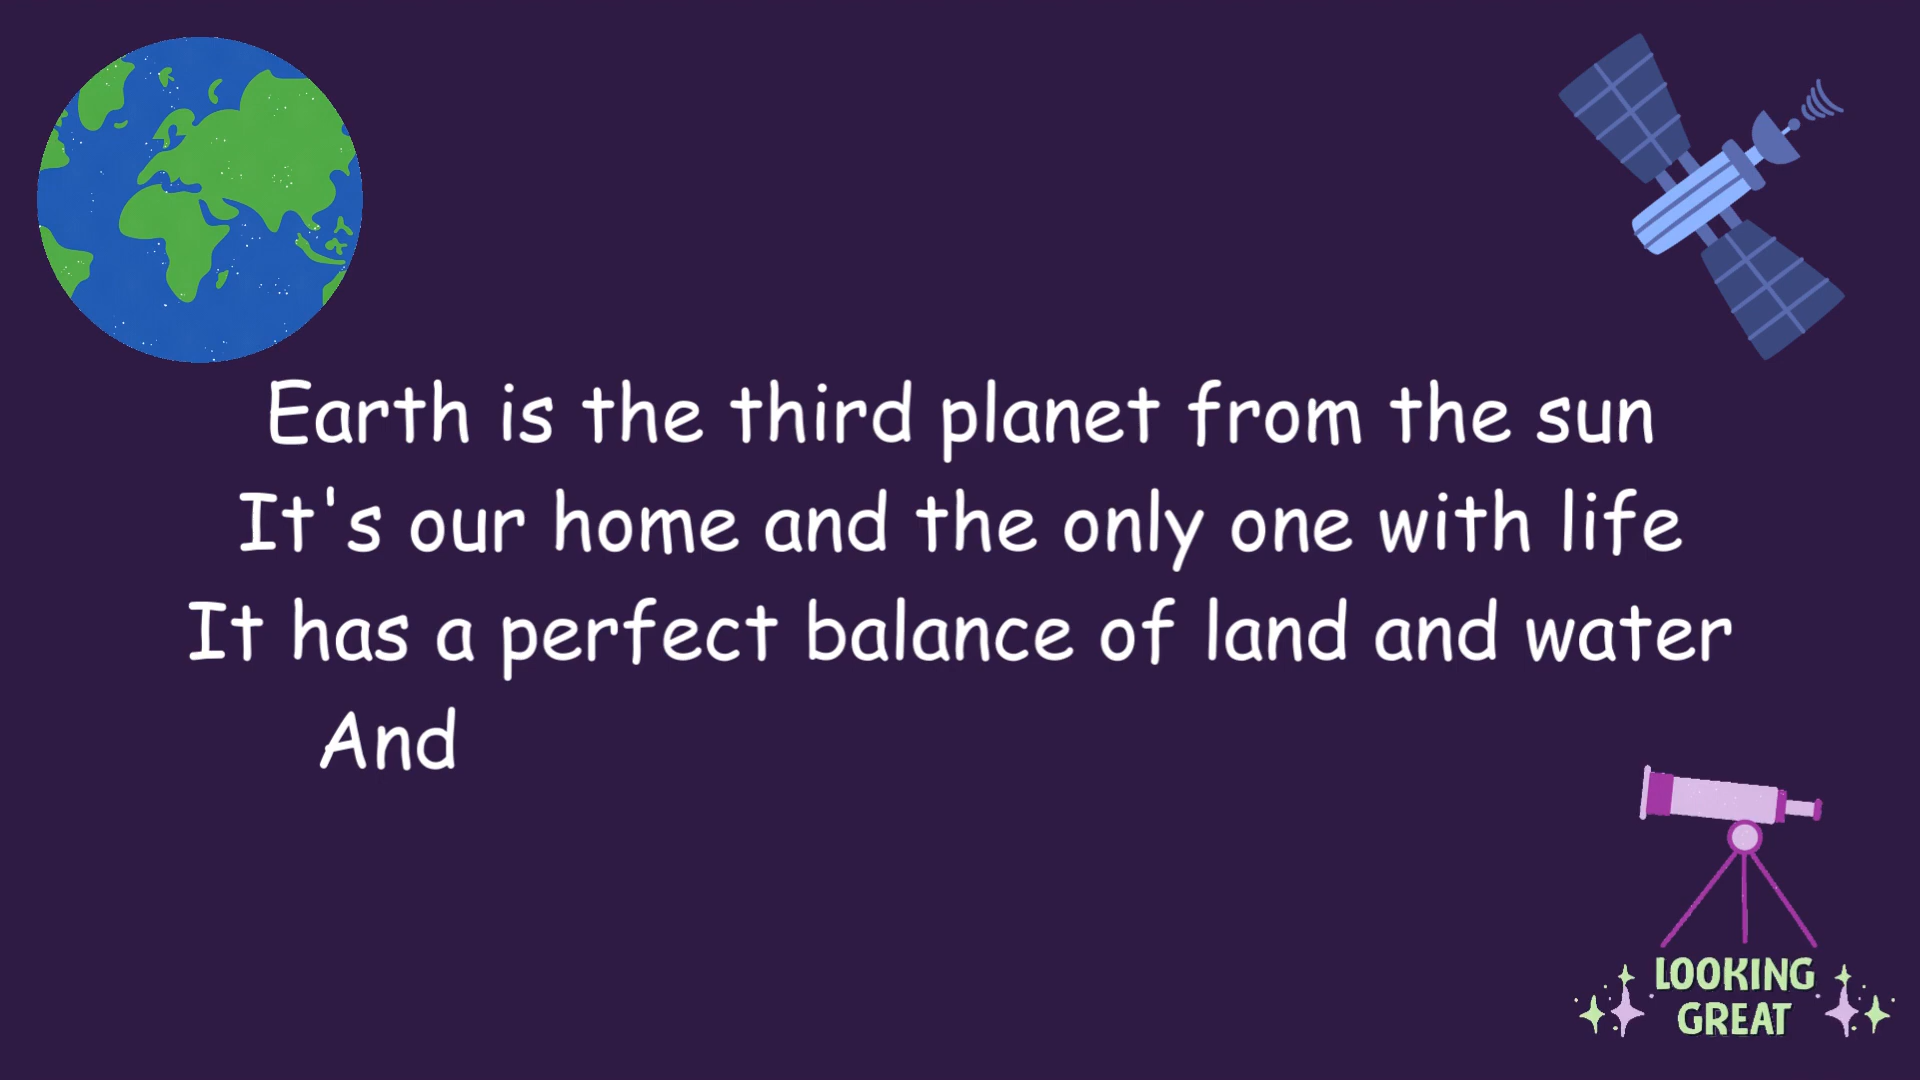 Earth is the third planet from the sun
It's our home and the only one with life
It has a perfect balance of land and water
And
LOOKING
GREAT